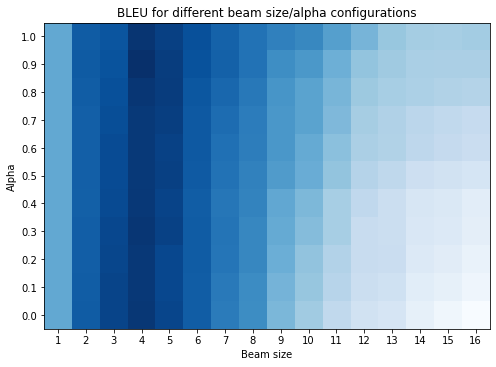 BLEU for different beam size/alpha configurations
Alpha
1.0
0.9
0.8
0.7
0.6
0.5
0.4
0.3
0.2
0.1
0.0
1 2 3 4 5 6 7 8 9 10 11 12 13 14 15 16
Beam size